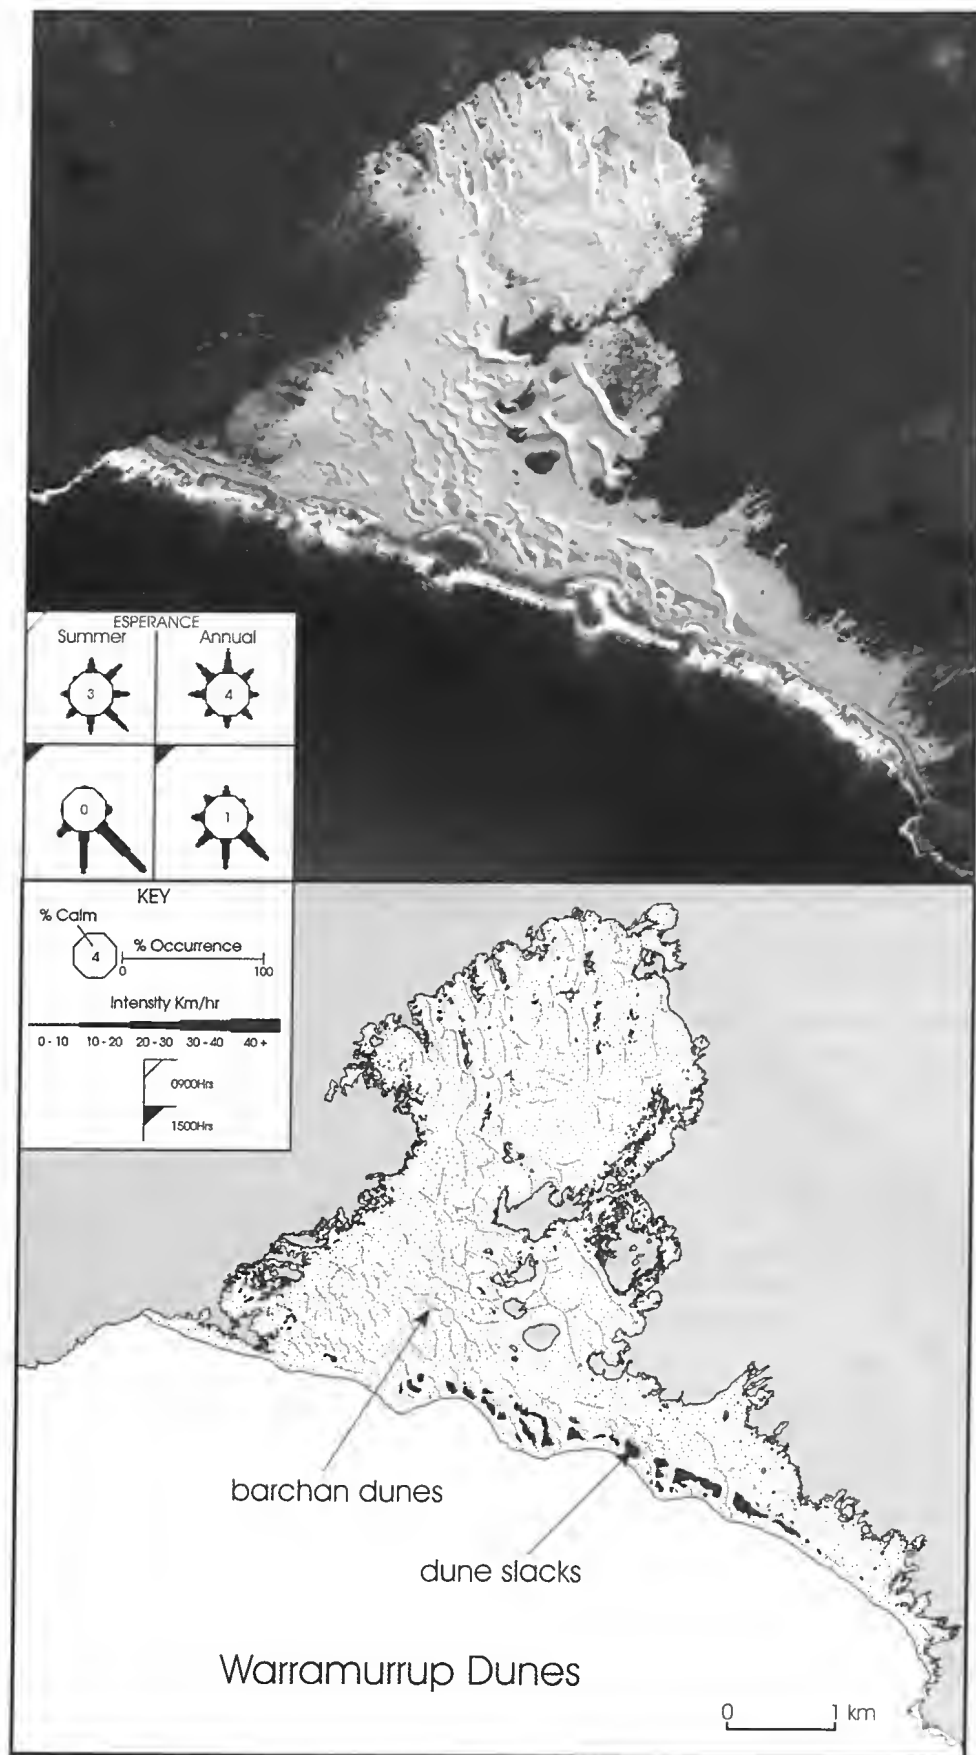 ESPERANCE
Summer Annual
3 4
0 1
KEY
% Calm
4
% Occurrence
0 100
Intensity Km/hr
0 - 10 10 - 20 20 - 30 30 - 40 40 +
0900Hrs
1500Hrs
barchan dunes
dune slacks
Warramurrup Dunes
0 1 km